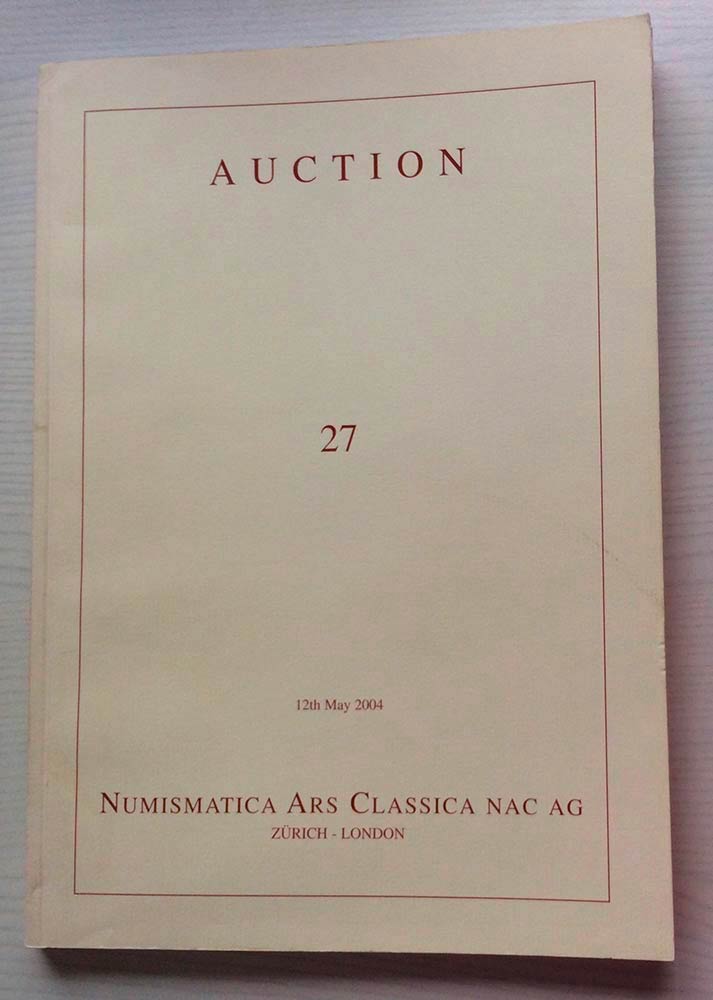 AUCTION
27
12th May 2004
NUMISMATICA ARS CLASSICA NAC AG
ZÜRICH - LONDON